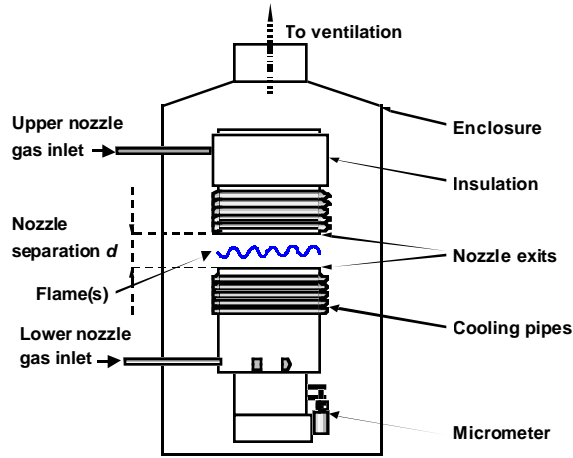 To ventilation
Upper nozzle
gas inlet
Enclosure
Insulation
Nozzle
separation d
Nozzle exits
Flame(s)
Lower nozzle
gas inlet
Cooling pipes
Micrometer